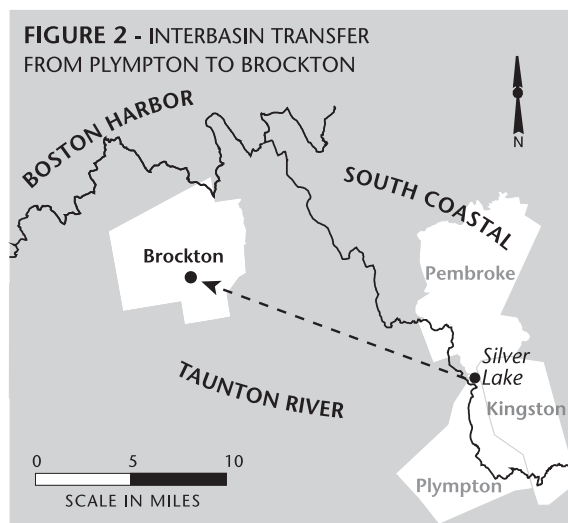 FIGURE 2 - INTERBASIN TRANSFER
FROM PLYMPTON TO BROCKTON
N
BOSTON HARBOR
SOUTH COASTAL
Brockton
Pembroke
Silver
Lake
TAUNTON RIVER
Kingston
Plympton
0 5 10
SCALE IN MILES